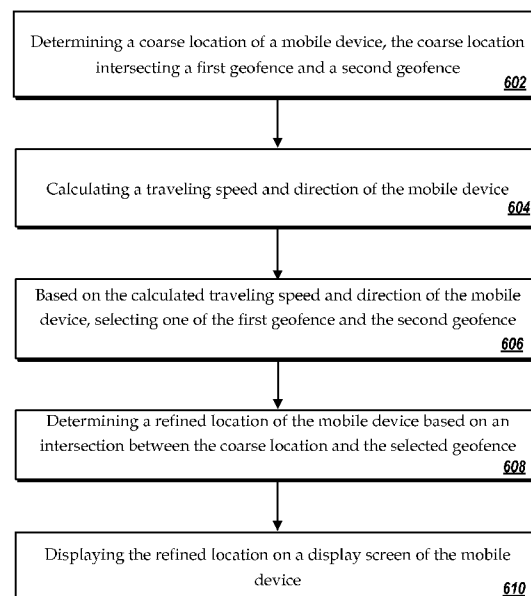 Determining a coarse location of a mobile device, the coarse location
intersecting a first geofence and a second geofence
602
Calculating a traveling speed and direction of the mobile device
604
Based on the calculated traveling speed and direction of the mobile
device, selecting one of the first geofence and the second geofence
606
Determining a refined location of the mobile device based on an
intersection between the coarse location and the selected geofence
608
Displaying the refined location on a display screen of the mobile
device
610